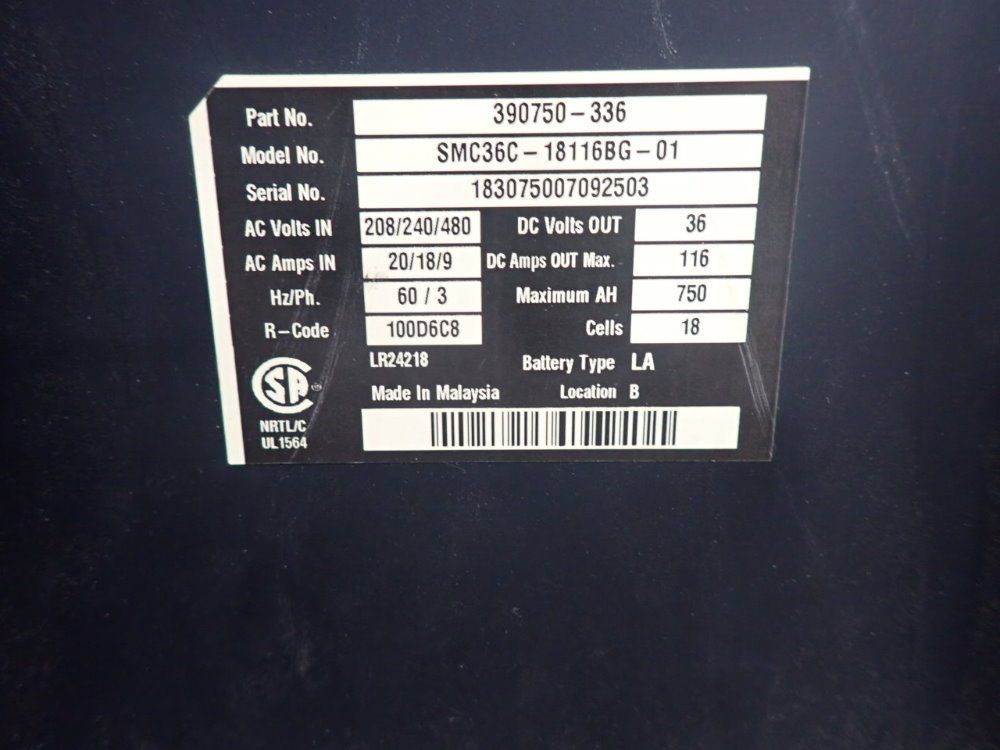 Part No. 390750-336
Model No. SMC36C-18116BG-01
Serial No. 183075007092503
AC Volts IN 208/240/480 DC Volts OUT 36
AC Amps IN 20/18/9 DC Amps OUT Max. 116
Hz/Ph. 60 / 3 Maximum AH 750
R-Code 100D6C8 Cells 18
LR24218 Battery Type LA
Made In Malaysia Location B
NRTL/C
UL1564